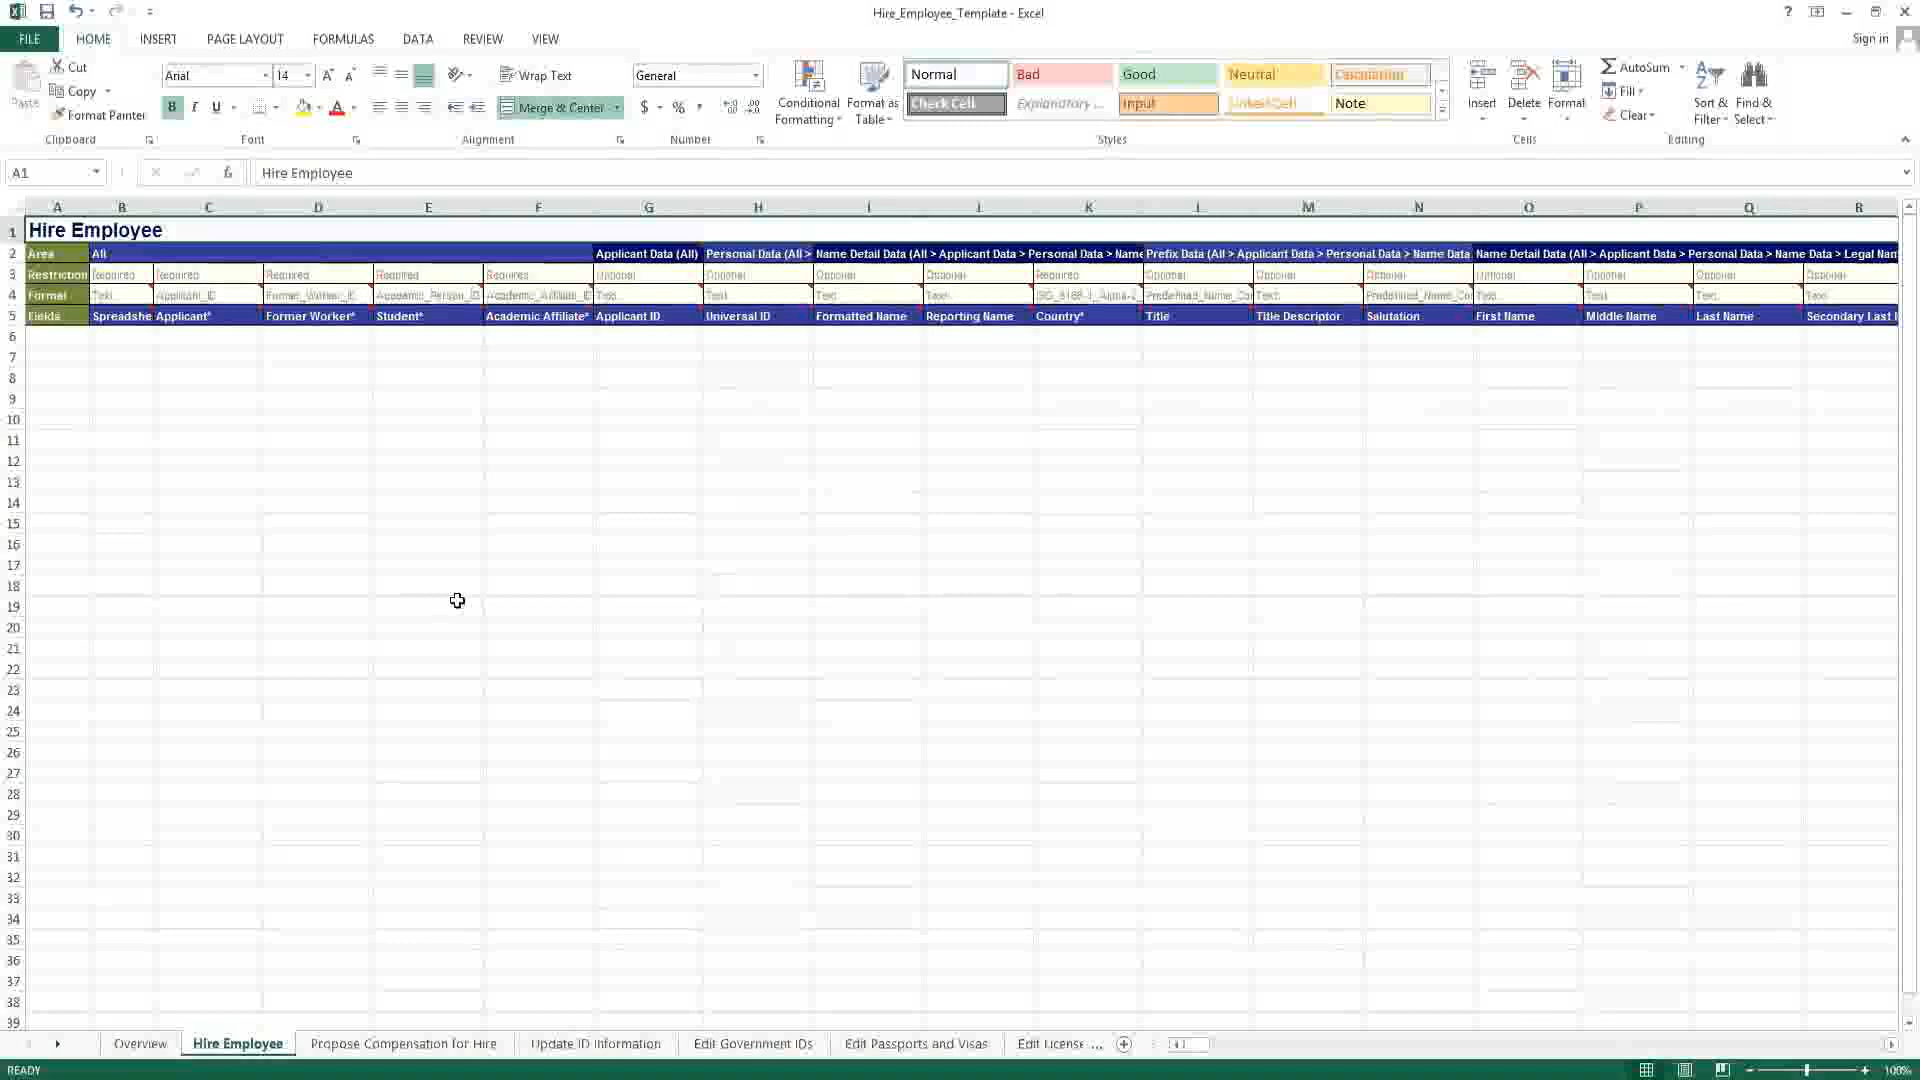 Hire_Employee_Template - Excel
FILE HOME INSERT PAGE LAYOUT FORMULAS DATA REVIEW VIEW Sign in
Cut
Copy
Format Painter
Paste
Arial 14
Wrap Text
Merge & Center
General
Conditional Formatting
Format as Table
Normal Bad Good Neutral Calculation
Check Cell Explanatory ... Input Linked Cell Note
Insert Delete Format
AutoSum
Fill
Clear
Sort & Filter
Find & Select
Clipboard Font Alignment Number Styles Cells Editing
A1 Hire Employee
A B C D E F G H I J K L M N O P Q R
1 Hire Employee
2 Area All Applicant Data (All) Personal Data (All > Name Detail Data (All > Applicant Data > Personal Data > Name Prefix Data (All > Applicant Data > Personal Data > Name Data Name Detail Data (All > Applicant Data > Personal Data > Name Data > Legal Nam
3 Restriction Required Required Required Required Required Optional Optional Optional Optional Required Optional Optional Optional Optional Optional Optional Optional
4 Format Text Applicant_ID Former_Worker_ID Academic_Person_ID Academic_Affiliate_ID Text Text Text Text Predefined_Name_Co Text Predefined_Name_Co Text Text Text Text
5 Fields Spreadshe Applicant* Former Worker* Student* Academic Affiliate* Applicant ID Universal ID Formatted Name Reporting Name Country* Title Title Descriptor Salutation First Name Middle Name Last Name Secondary Last
6
7
8
9
10
11
12
13
14
15
16
17
18
19
20
21
22
23
24
25
26
27
28
29
30
31
32
33
34
35
36
37
38
39
Overview Hire Employee Propose Compensation for Hire Update ID Information Edit Government IDs Edit Passports and Visas Edit License ...
READY 100%